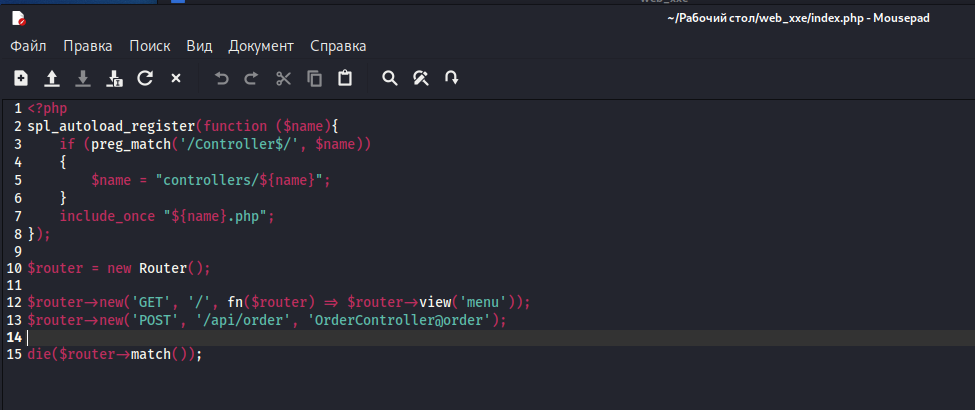 ~/Рабочий стол/web_xxe/index.php - Mousepad
Файл Правка Поиск Вид Документ Справка
1 <?php
2 spl_autoload_register(function ($name){
3     if (preg_match('/Controller$/', $name))
4     {
5         $name = "controllers/${name}";
6     }
7     include_once "${name}.php";
8 });
9
10 $router = new Router();
11
12 $router->new('GET', '/', fn($router) => $router->view('menu'));
13 $router->new('POST', '/api/order', 'OrderController@order');
14
15 die($router->match());